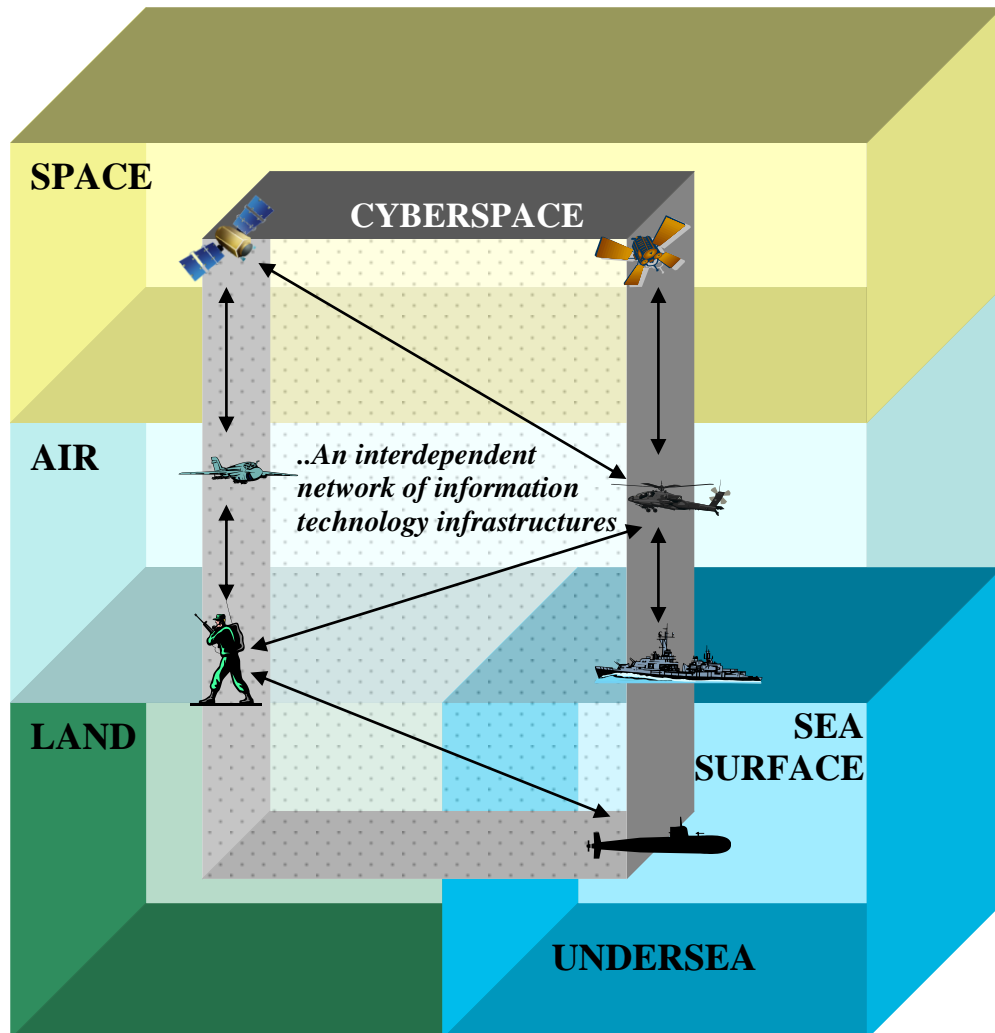 SPACE
CYBERSPACE
AIR
..An interdependent
network of information
technology infrastructures
LAND
SEA
SURFACE
UNDERSEA